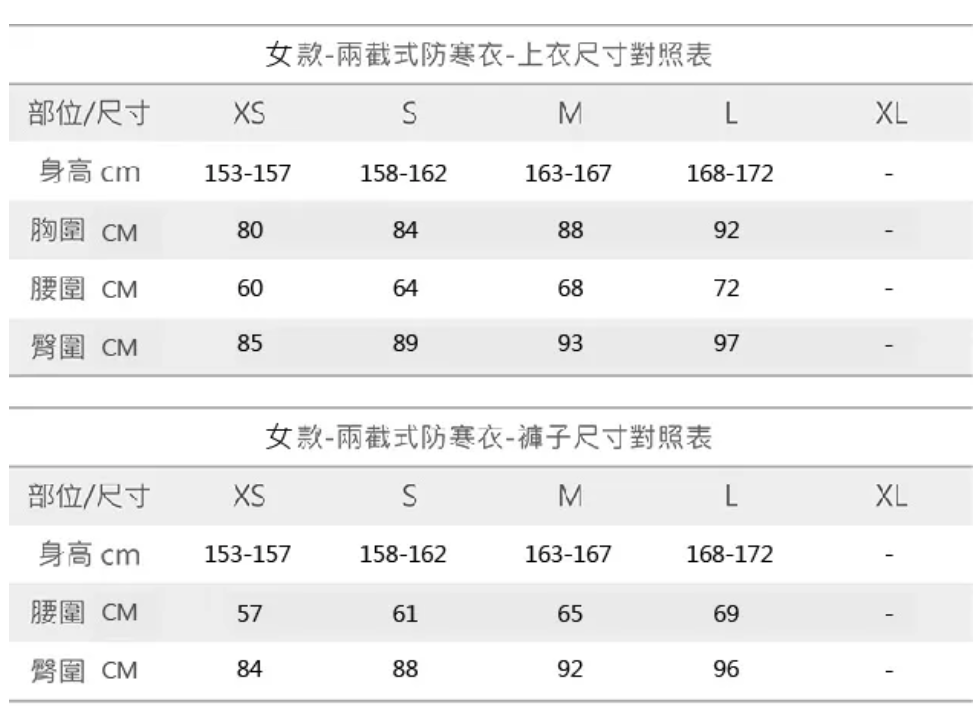 女款-兩截式防寒衣-上衣尺寸對照表
部位/尺寸 XS S M L XL
身高cm 153-157 158-162 163-167 168-172 -
胸圍 CM 80 84 88 92 -
腰圍 CM 60 64 68 72 -
臀圍 CM 85 89 93 97 -
女款-兩截式防寒衣-褲子尺寸對照表
部位/尺寸 XS S M L XL
身高cm 153-157 158-162 163-167 168-172 -
腰圍 CM 57 61 65 69 -
臀圍 CM 84 88 92 96 -